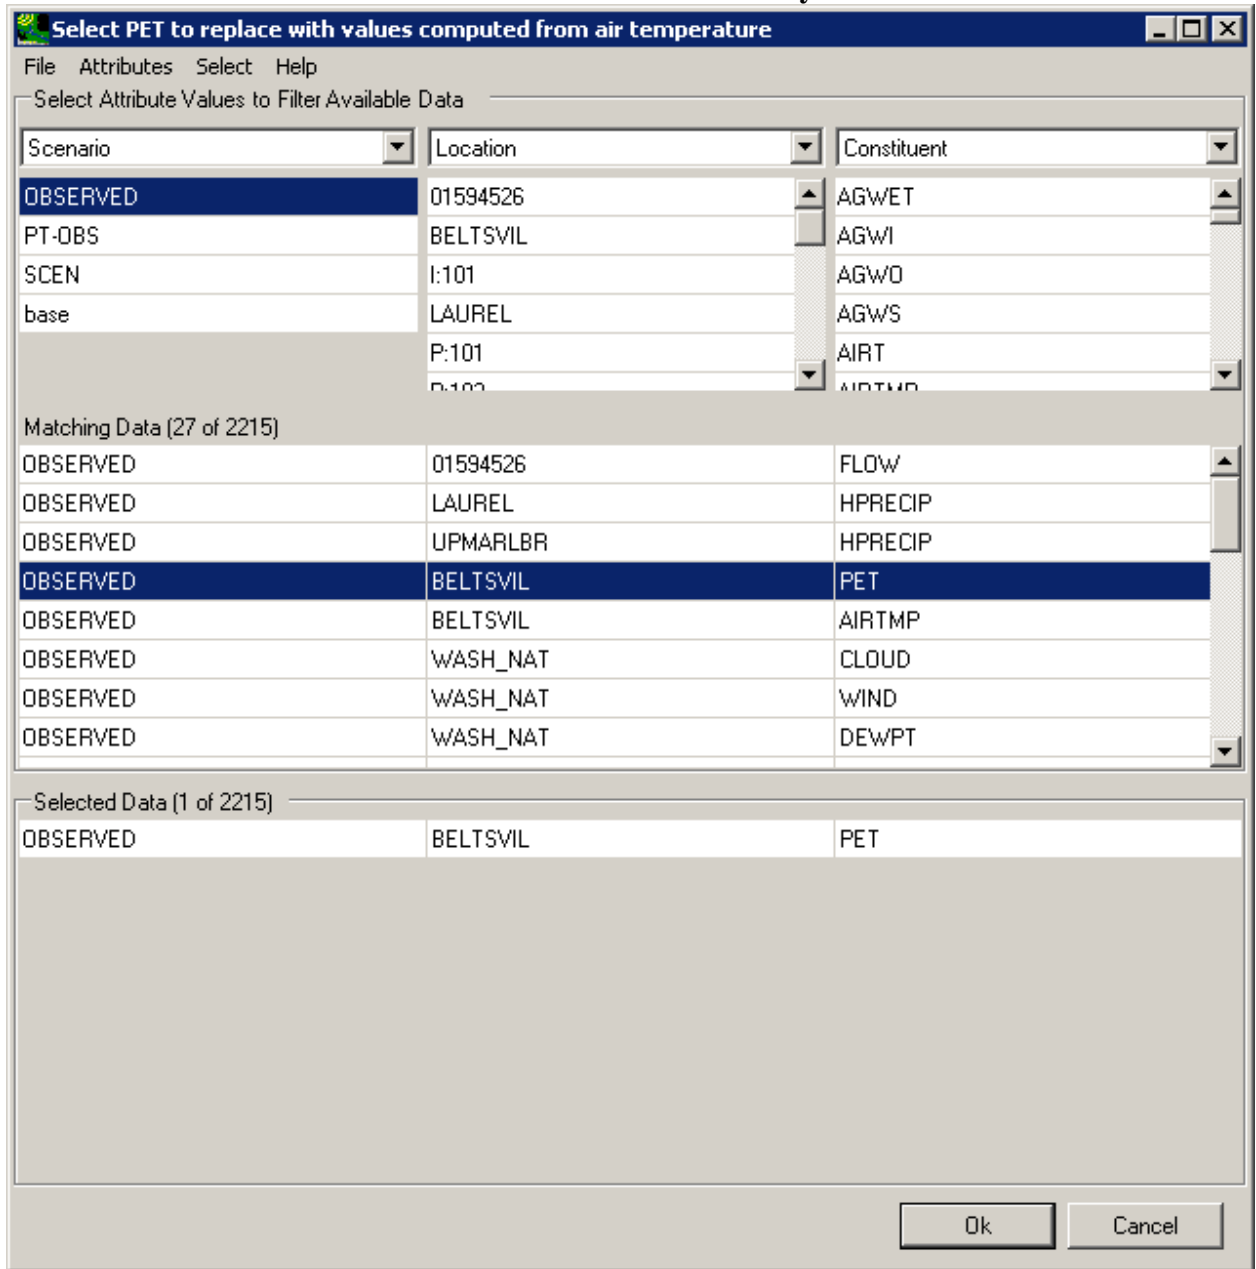 Select PET to replace with values computed from air temperature
File Attributes Select Help
Select Attribute Values to Filter Available Data
Scenario Location Constituent
OBSERVED 01594526 AGWET
PT-OBS BELTSVIL AGWI
SCEN I:101 AGWO
base LAUREL AGWS
P:101 AIRT
P:102 AIRTMP
Matching Data (27 of 2215)
OBSERVED 01594526 FLOW
OBSERVED LAUREL HPRECIP
OBSERVED UPMARLBR HPRECIP
OBSERVED BELTSVIL PET
OBSERVED BELTSVIL AIRTMP
OBSERVED WASH_NAT CLOUD
OBSERVED WASH_NAT WIND
OBSERVED WASH_NAT DEWPT
Selected Data (1 of 2215)
OBSERVED BELTSVIL PET
Ok Cancel